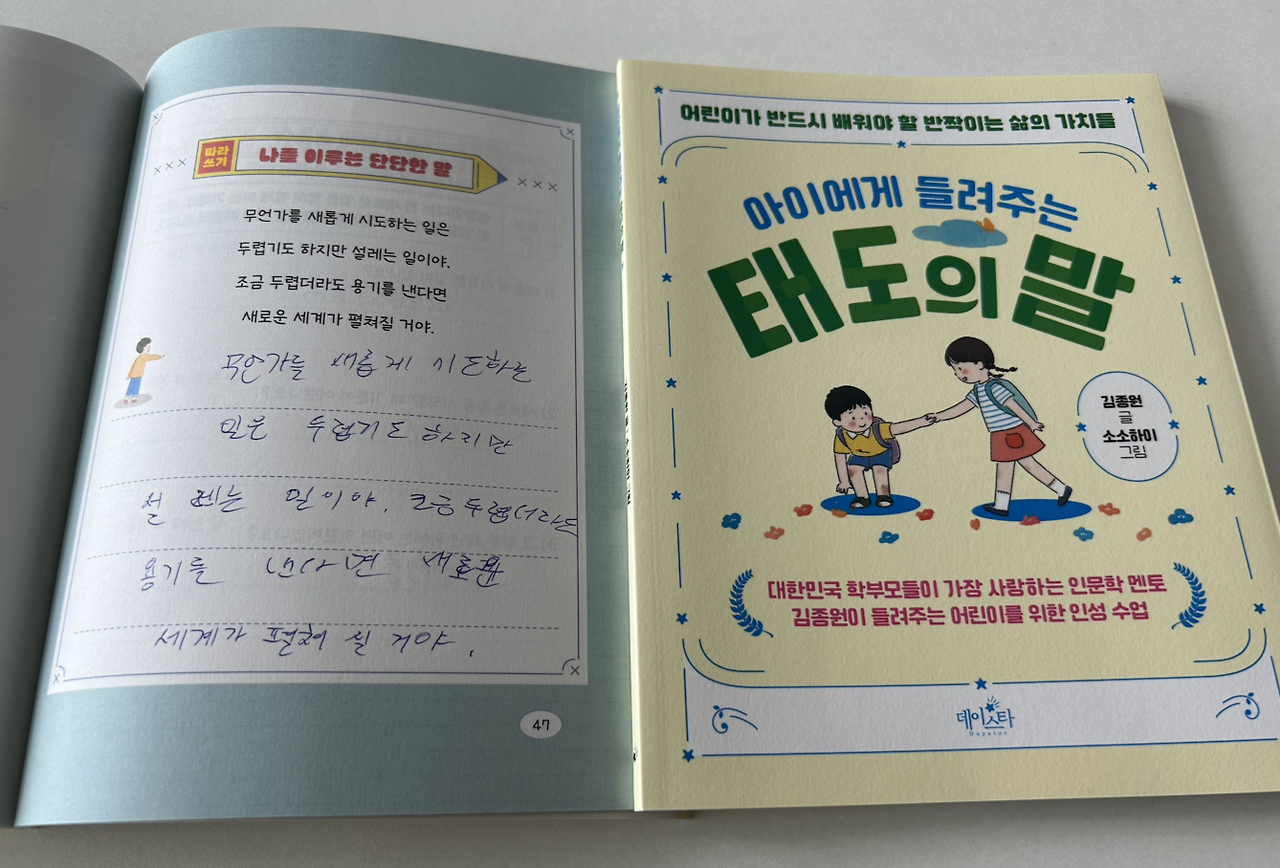 따라
쓰기
나를 이루는 단단한 말
무언가를 새롭게 시도하는 일은
두렵기도 하지만 설레는 일이야.
조금 두렵더라도 용기를 낸다면
새로운 세계가 펼쳐질 거야.
무언가를 새롭게 시도하는
일은 두렵기도 하지만
설레는 일이야. 조금 두렵더라도
용기를 낸다면 새로운
세계가 펼쳐 질 거야.
47
어린이가 반드시 배워야 할 반짝이는 삶의 가치들
아이에게 들려주는
태도의 말
김종원
글
소소하이
그림
대한민국 학부모들이 가장 사랑하는 인문학 멘토
김종원이 들려주는 어린이를 위한 인성 수업
데이스타
Daystar